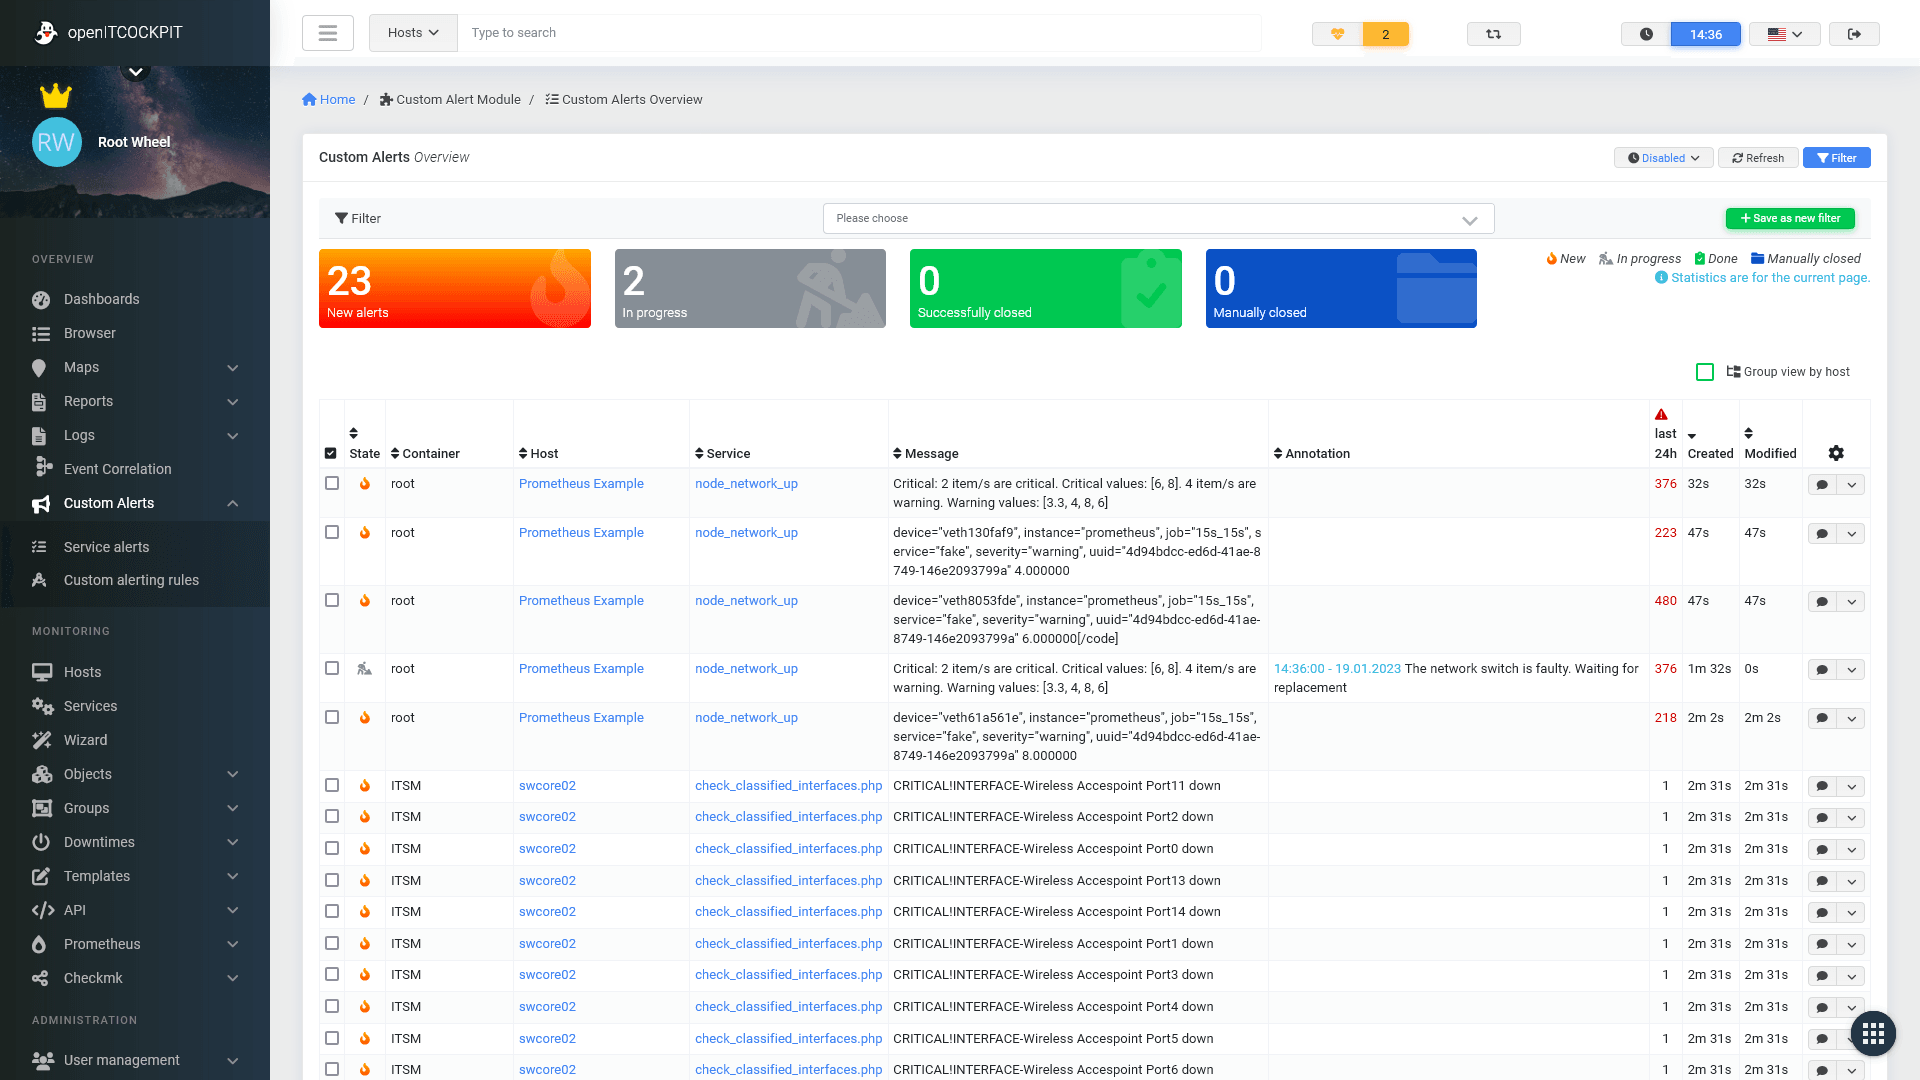 openITCOCKPIT
Hosts
Type to search
2
14:36
RW
Root Wheel
Home / Custom Alert Module / Custom Alerts Overview
Custom Alerts Overview
Disabled
Refresh
Filter
Filter
Please choose
+ Save as new filter
23
New alerts
2
In progress
0
Successfully closed
0
Manually closed
New In progress Done Manually closed
Statistics are for the current page.
Group view by host
OVERVIEW
Dashboards
Browser
Maps
Reports
Logs
Event Correlation
Custom Alerts
Service alerts
Custom alerting rules
MONITORING
Hosts
Services
Wizard
Objects
Groups
Downtimes
Templates
API
Prometheus
Checkmk
ADMINISTRATION
User management
State Container Host Service Message Annotation last 24h Created Modified
root Prometheus Example node_network_up Critical: 2 item/s are critical. Critical values: [6, 8]. 4 item/s are 376 32s 32s
warning. Warning values: [3.3, 4, 8, 6]
root Prometheus Example node_network_up device="veth130faf9", instance="prometheus", job="15s_15s", s 223 47s 47s
ervice="fake", severity="warning", uuid="4d94bdcc-ed6d-41ae-8
749-146e2093799a" 4.000000
root Prometheus Example node_network_up device="veth8053fde", instance="prometheus", job="15s_15s", 480 47s 47s
service="fake", severity="warning", uuid="4d94bdcc-ed6d-41ae-
8749-146e2093799a" 6.000000[/code]
root Prometheus Example node_network_up Critical: 2 item/s are critical. Critical values: [6, 8]. 4 item/s are 14:36:00 - 19.01.2023 The network switch is faulty. Waiting for 376 1m 32s 0s
warning. Warning values: [3.3, 4, 8, 6] replacement
root Prometheus Example node_network_up device="veth61a561e", instance="prometheus", job="15s_15s", 218 2m 2s 2m 2s
service="fake", severity="warning", uuid="4d94bdcc-ed6d-41ae-
8749-146e2093799a" 8.000000
ITSM swcore02 check_classified_interfaces.php CRITICAL!INTERFACE-Wireless Accespoint Port11 down 1 2m 31s 2m 31s
ITSM swcore02 check_classified_interfaces.php CRITICAL!INTERFACE-Wireless Accespoint Port2 down 1 2m 31s 2m 31s
ITSM swcore02 check_classified_interfaces.php CRITICAL!INTERFACE-Wireless Accespoint Port0 down 1 2m 31s 2m 31s
ITSM swcore02 check_classified_interfaces.php CRITICAL!INTERFACE-Wireless Accespoint Port13 down 1 2m 31s 2m 31s
ITSM swcore02 check_classified_interfaces.php CRITICAL!INTERFACE-Wireless Accespoint Port14 down 1 2m 31s 2m 31s
ITSM swcore02 check_classified_interfaces.php CRITICAL!INTERFACE-Wireless Accespoint Port1 down 1 2m 31s 2m 31s
ITSM swcore02 check_classified_interfaces.php CRITICAL!INTERFACE-Wireless Accespoint Port3 down 1 2m 31s 2m 31s
ITSM swcore02 check_classified_interfaces.php CRITICAL!INTERFACE-Wireless Accespoint Port4 down 1 2m 31s 2m 31s
ITSM swcore02 check_classified_interfaces.php CRITICAL!INTERFACE-Wireless Accespoint Port5 down 1 2m 31s 2m 31s
ITSM swcore02 check_classified_interfaces.php CRITICAL!INTERFACE-Wireless Accespoint Port6 down 1 2m 31s 2m 31s